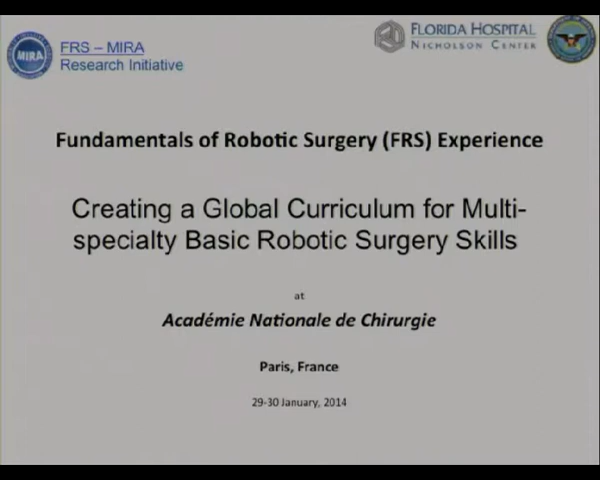 MIRA
FRS – MIRA
Research Initiative
FLORIDA HOSPITAL
NICHOLSON CENTER
Fundamentals of Robotic Surgery (FRS) Experience
Creating a Global Curriculum for Multi-
specialty Basic Robotic Surgery Skills
at
Académie Nationale de Chirurgie
Paris, France
29-30 January, 2014